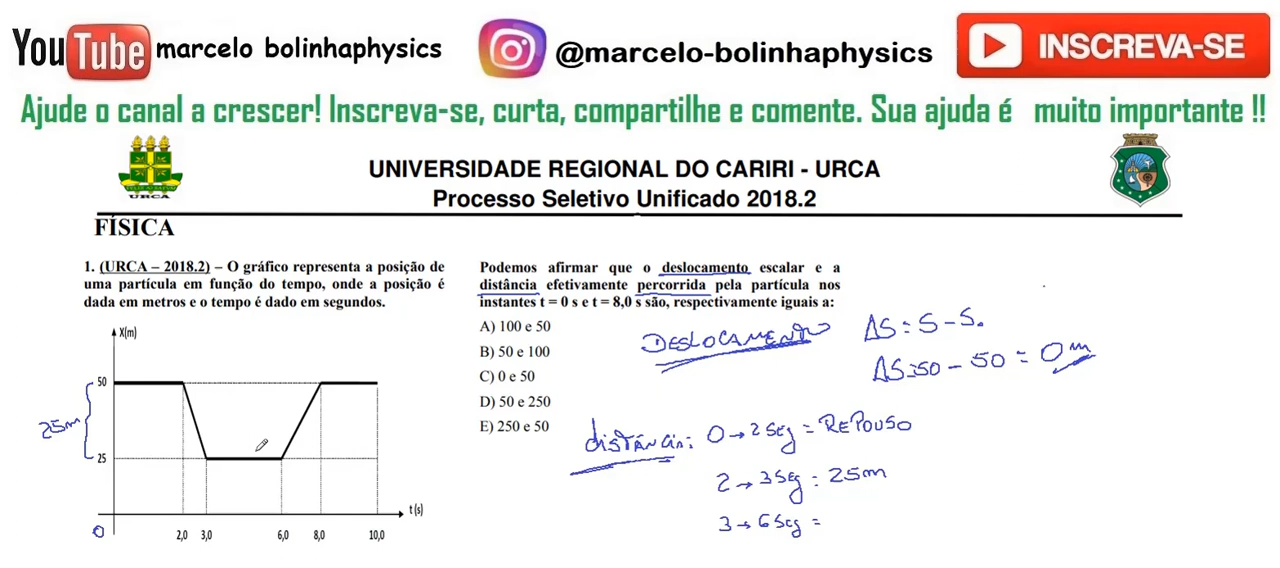 YouTube marcelo bolinhaphysics
@marcelo-bolinhaphysics
INSCREVA-SE
Ajude o canal a crescer! Inscreva-se, curta, compartilhe e comente. Sua ajuda é muito importante !!
URCA
UNIVERSIDADE REGIONAL DO CARIRI - URCA
Processo Seletivo Unificado 2018.2
FÍSICA
1. (URCA – 2018.2) – O gráfico representa a posição de
uma partícula em função do tempo, onde a posição é
dada em metros e o tempo é dado em segundos.
X(m)
50
25m
25
t (s)
0
2,0 3,0 6,0 8,0 10,0
Podemos afirmar que o deslocamento escalar e a
distância efetivamente percorrida pela partícula nos
instantes t = 0 s e t = 8,0 s são, respectivamente iguais a:
A) 100 e 50
B) 50 e 100
C) 0 e 50
D) 50 e 250
E) 250 e 50
DESLOCAMENTO
ΔS = S - S₀
ΔS = 50 - 50 = 0 m
distância: 0 → 2 seg = REPOUSO
2 → 3 seg = 25m
3 → 6 seg =